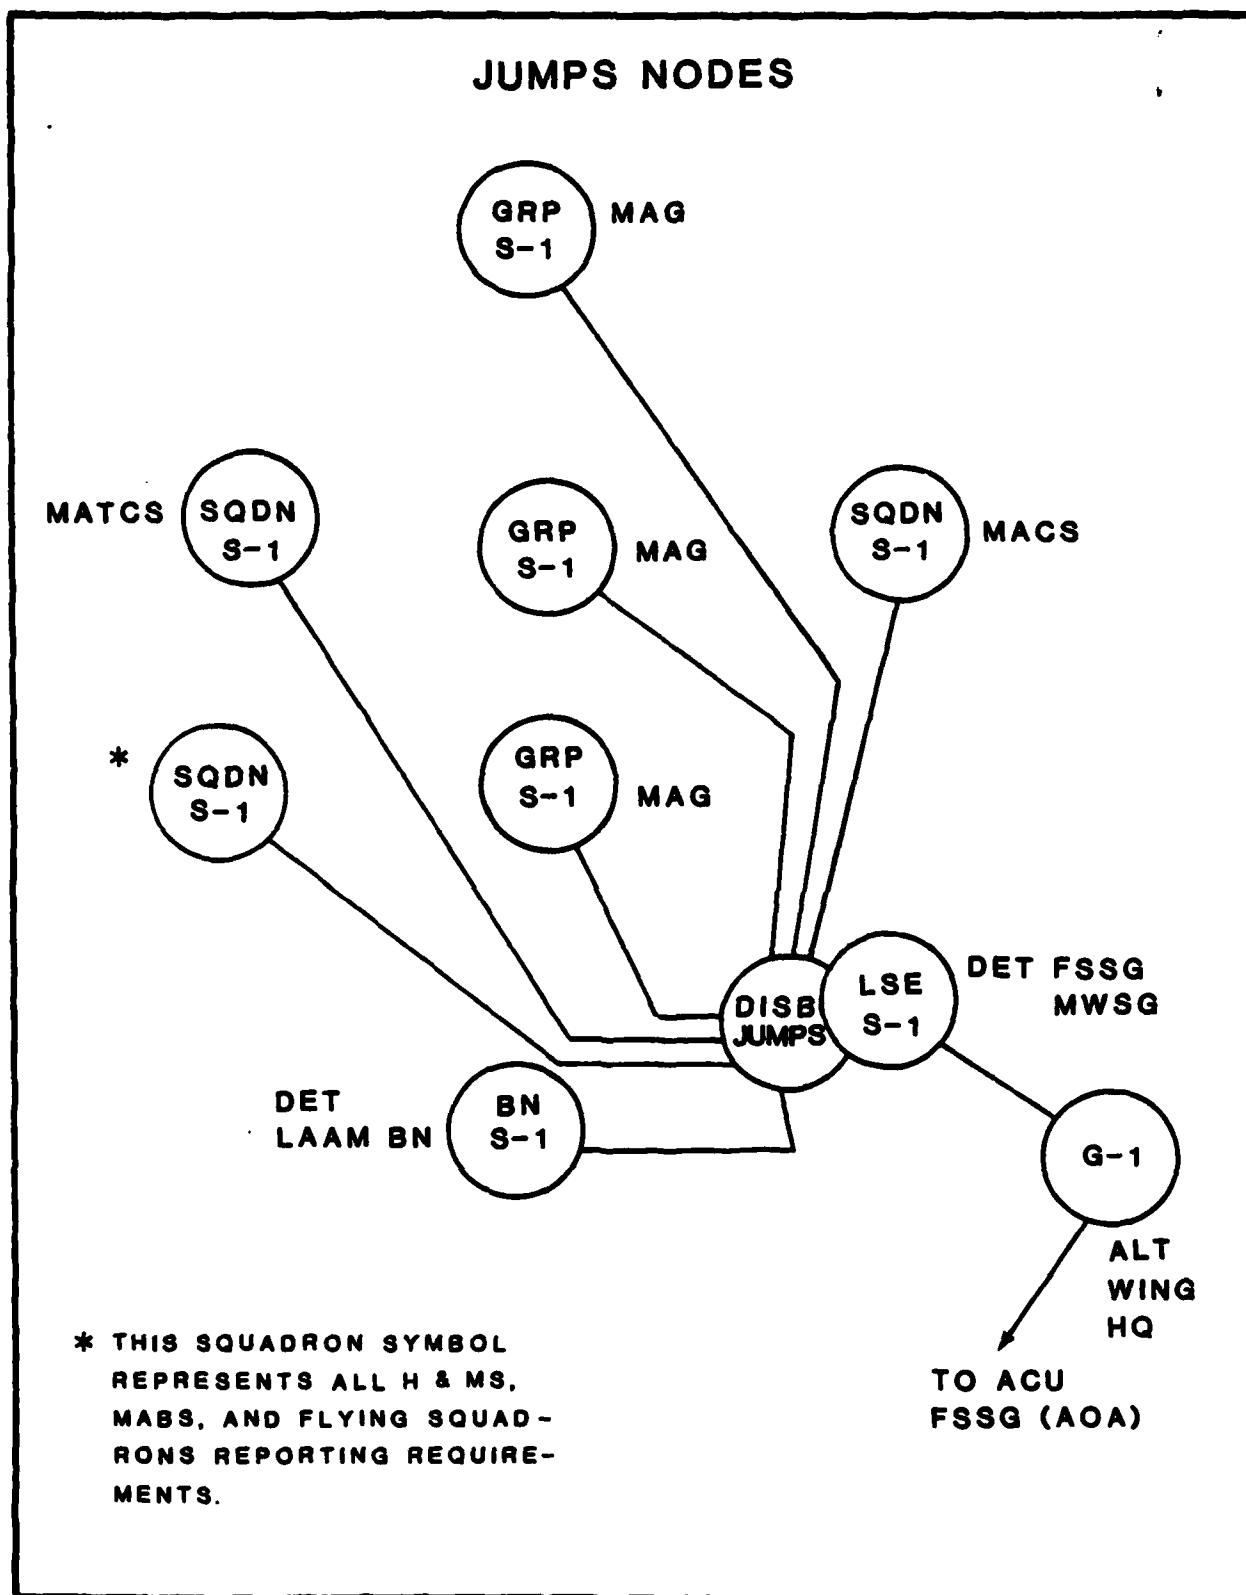 JUMPS NODES
GRP
S-1
MAG
MATCS
SQDN
S-1
GRP
S-1
MAG
SQDN
S-1
MACS
*
SQDN
S-1
GRP
S-1
MAG
DISB
JUMPS
LSE
S-1
DET FSSG
MWSG
DET
LAAM BN
BN
S-1
G-1
ALT
WING
HQ
TO ACU
FSSG (AOA)
* THIS SQUADRON SYMBOL
REPRESENTS ALL H & MS,
MABS, AND FLYING SQUAD-
RONS REPORTING REQUIRE-
MENTS.